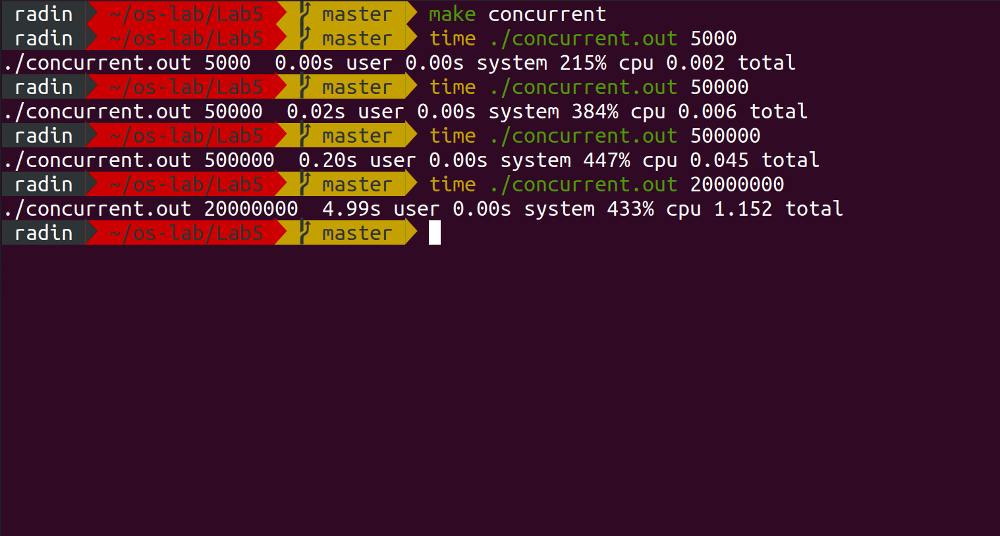 radin ~/os-lab/Lab5 master make concurrent
radin ~/os-lab/Lab5 master time ./concurrent.out 5000
./concurrent.out 5000  0.00s user 0.00s system 215% cpu 0.002 total
radin ~/os-lab/Lab5 master time ./concurrent.out 50000
./concurrent.out 50000  0.02s user 0.00s system 384% cpu 0.006 total
radin ~/os-lab/Lab5 master time ./concurrent.out 500000
./concurrent.out 500000  0.20s user 0.00s system 447% cpu 0.045 total
radin ~/os-lab/Lab5 master time ./concurrent.out 20000000
./concurrent.out 20000000  4.99s user 0.00s system 433% cpu 1.152 total
radin ~/os-lab/Lab5 master